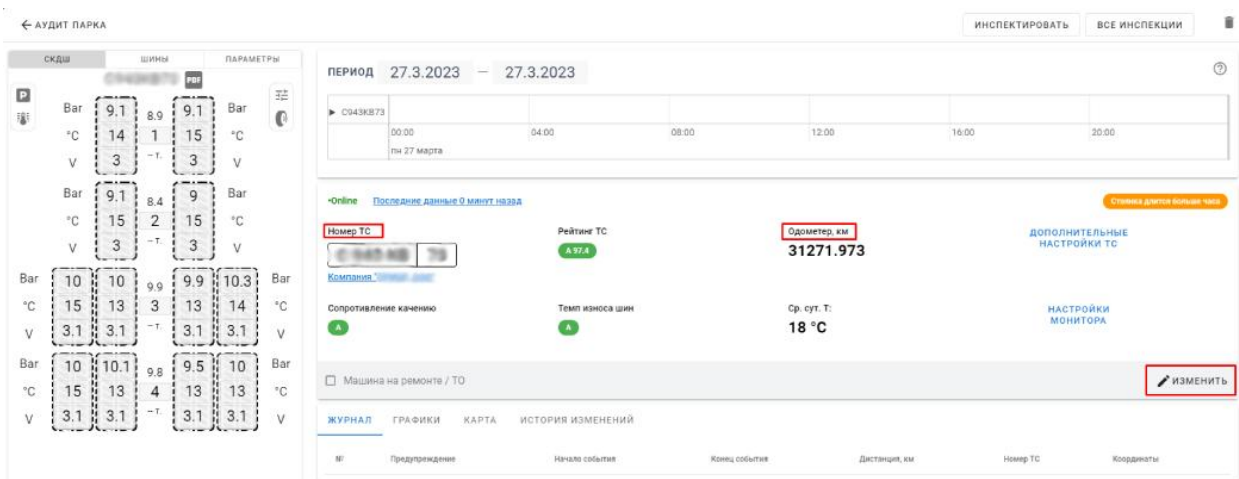 ← АУДИТ ПАРКА
ИНСПЕКТИРОВАТЬ ВСЕ ИНСПЕКЦИИ
СКДШ ШИНЫ ПАРАМЕТРЫ
PDF
P
Bar 9.1 8.9 9.1 Bar
°C 14 1 15 °C
V 3 – т. 3 V
Bar 9.1 8.4 9 Bar
°C 15 2 15 °C
V 3 – т. 3 V
Bar 10 10 9.9 9.9 10.3 Bar
°C 15 13 3 13 14 °C
V 3.1 3.1 – т. 3.1 3.1 V
Bar 10 10.1 9.8 9.5 10 Bar
°C 15 13 4 13 13 °C
V 3.1 3.1 – т. 3.1 3.1 V
ПЕРИОД 27.3.2023 — 27.3.2023
▶ С943КВ73
00:00 04:00 08:00 12:00 16:00 20:00
пн 27 марта
•Online Последние данные 0 минут назад Стоянка длится больше часа
Номер ТС Рейтинг ТС Одометер, км ДОПОЛНИТЕЛЬНЫЕ НАСТРОЙКИ ТС
A 97.4 31271.973
Компания
Сопротивление качению Темп износа шин Ср. сут. Т: НАСТРОЙКИ МОНИТОРА
A A 18 °C
Машина на ремонте / ТО ИЗМЕНИТЬ
ЖУРНАЛ ГРАФИКИ КАРТА ИСТОРИЯ ИЗМЕНЕНИЙ
№ Предупреждение Начало события Конец события Дистанция, км Номер ТС Координаты